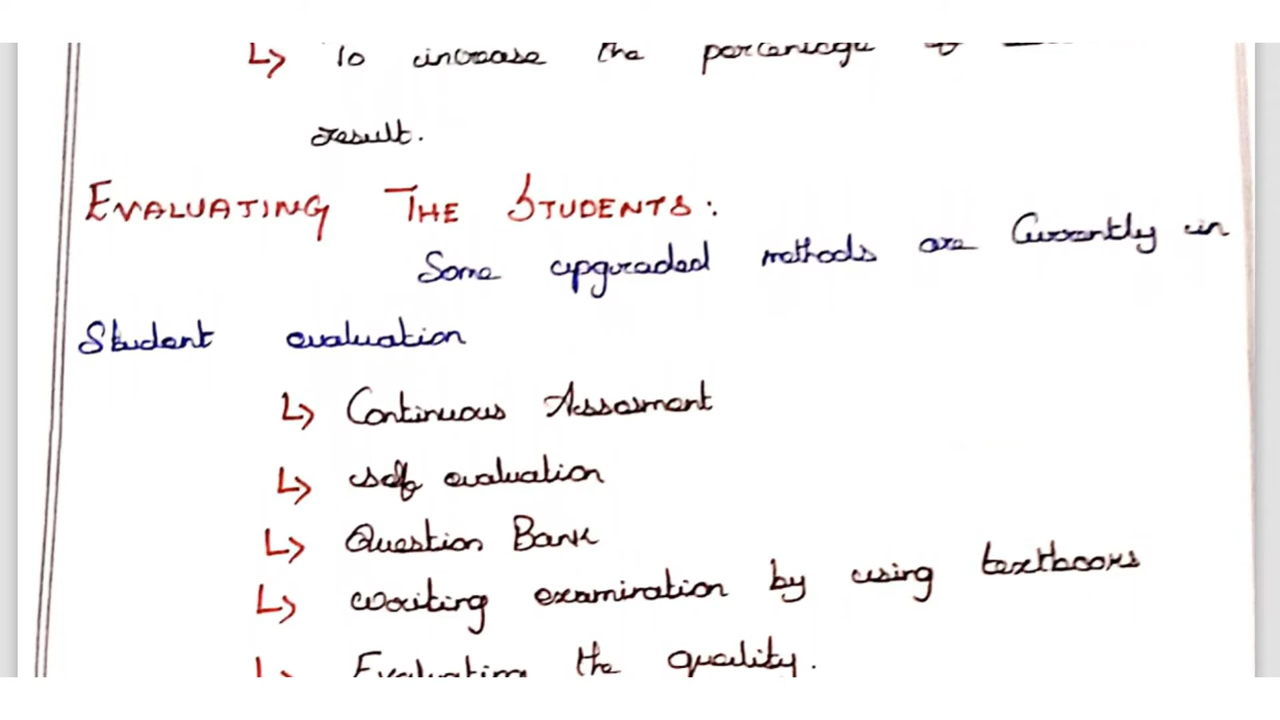 ↳ To increase the percentage of
result.
EVALUATING THE STUDENTS:
Some upgraded methods are Currently in
Student evaluation
↳ Continuous Assesment
↳ self evaluation
↳ Question Bank
↳ writing examination by using textbooks
↳ Evaluating the quality.